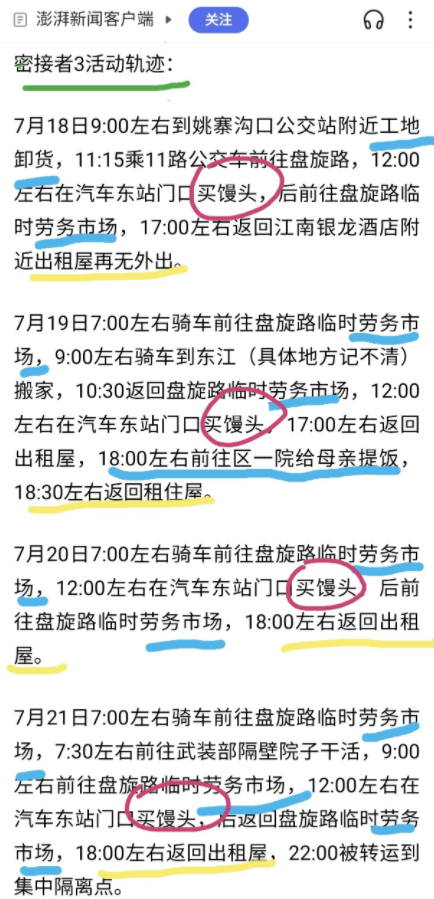 澎湃新闻客户端
关注
密接者3活动轨迹：
7月18日9:00左右到姚寨沟口公交站附近工地
卸货，11:15乘11路公交车前往盘旋路，12:00
左右在汽车东站门口买馒头，后前往盘旋路临
时劳务市场，17:00左右返回江南银龙酒店附
近出租屋再无外出。
7月19日7:00左右骑车前往盘旋路临时劳务市
场，9:00左右骑车到东江（具体地方记不清）
搬家，10:30返回盘旋路临时劳务市场，12:00
左右在汽车东站门口买馒头，17:00左右返回
出租屋，18:00左右前往区一院给母亲提饭，
18:30左右返回租住屋。
7月20日7:00左右骑车前往盘旋路临时劳务市
场，12:00左右在汽车东站门口买馒头，后前
往盘旋路临时劳务市场，18:00左右返回出租
屋。
7月21日7:00左右骑车前往盘旋路临时劳务市
场，7:30左右前往武装部隔壁院子干活，9:00
左右前往盘旋路临时劳务市场，12:00左右在
汽车东站门口买馒头，后返回盘旋路临时劳务
市场，18:00左右返回出租屋，22:00被转运到
集中隔离点。